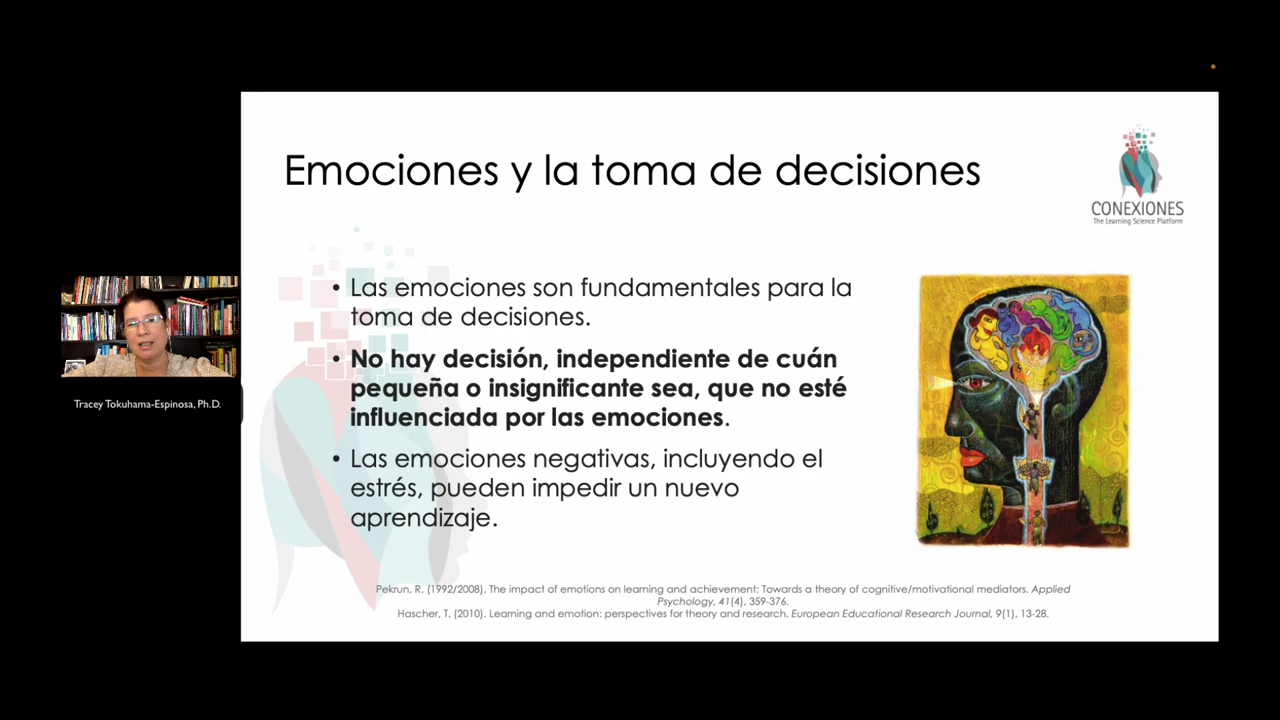 Emociones y la toma de decisiones
CONEXIONES
The Learning Science Platform
• Las emociones son fundamentales para la
toma de decisiones.
• No hay decisión, independiente de cuán
pequeña o insignificante sea, que no esté
influenciada por las emociones.
• Las emociones negativas, incluyendo el
estrés, pueden impedir un nuevo
aprendizaje.
Tracey Tokuhama-Espinosa, Ph.D.
Pekrun, R. (1992/2008). The impact of emotions on learning and achievement: Towards a theory of cognitive/motivational mediators. Applied
Psychology, 41(4), 359-376.
Hascher, T. (2010). Learning and emotion: perspectives for theory and research. European Educational Research Journal, 9(1), 13-28.